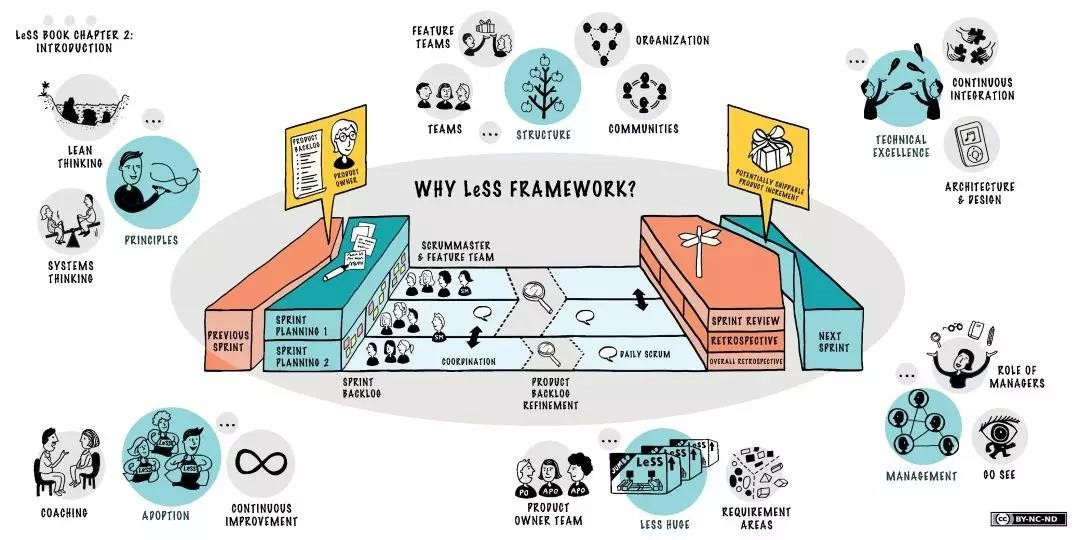 LeSS BOOK CHAPTER 2:
INTRODUCTION
LEAN
THINKING
PRINCIPLES
SYSTEMS
THINKING
FEATURE
TEAMS
ORGANIZATION
TEAMS
STRUCTURE
COMMUNITIES
CONTINUOUS
INTEGRATION
TECHNICAL
EXCELLENCE
ARCHITECTURE
& DESIGN
PRODUCT
BACKLOG
PRODUCT
OWNER
WHY LeSS FRAMEWORK?
POTENTIALLY SHIPPABLE
PRODUCT INCREMENT
SCRUMMASTER
& FEATURE TEAM
SM
SM
PREVIOUS
SPRINT
SPRINT
PLANNING 1
SPRINT
PLANNING 2
SPRINT
BACKLOG
COORDINATION
PRODUCT
BACKLOG
REFINEMENT
DAILY SCRUM
SPRINT REVIEW
RETROSPECTIVE
OVERALL RETROSPECTIVE
NEXT
SPRINT
ROLE OF
MANAGERS
MANAGEMENT
GO SEE
COACHING
LeSS
LeSS
LeSS
ADOPTION
CONTINUOUS
IMPROVEMENT
PO
APO
APO
PRODUCT
OWNER TEAM
JUMBO
LeSS
LESS HUGE
REQUIREMENT
AREAS
cc BY-NC-ND